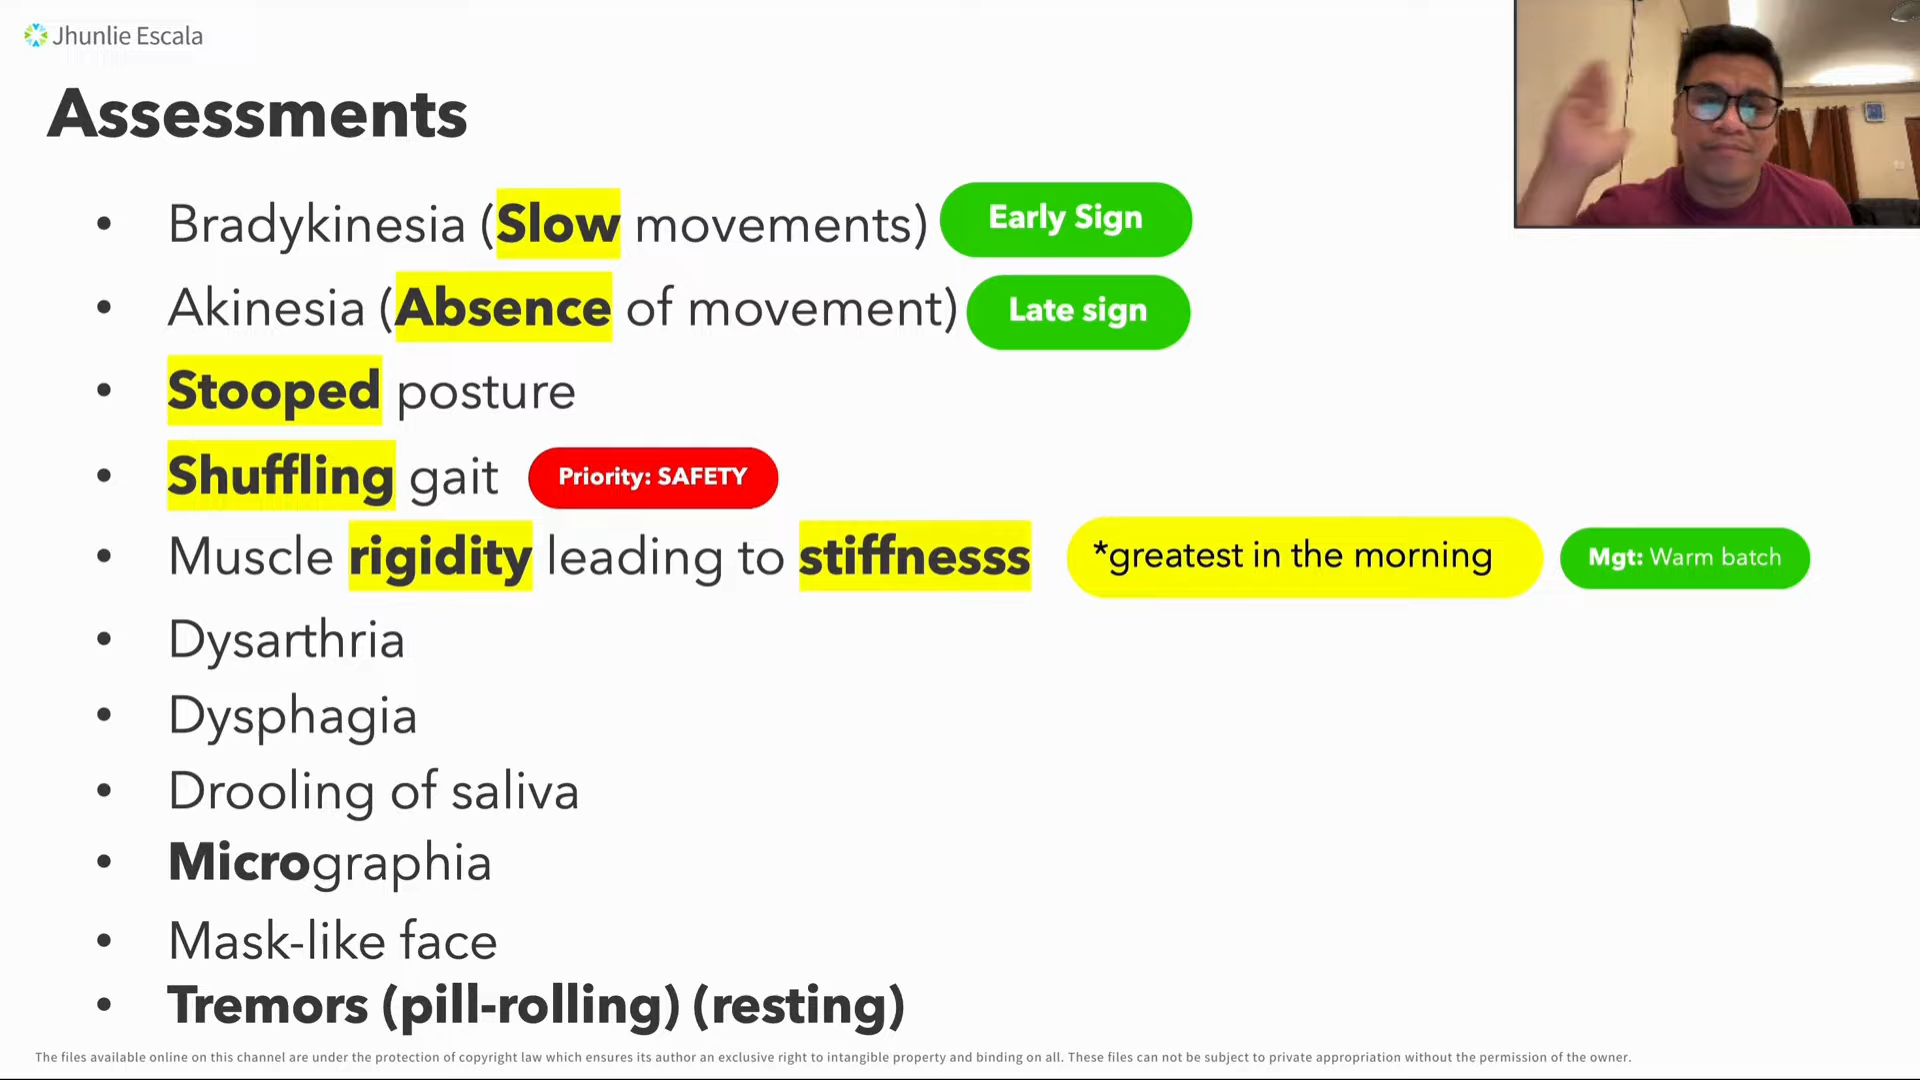 Jhunlie Escala
Assessments
• Bradykinesia (Slow movements) Early Sign
• Akinesia (Absence of movement) Late sign
• Stooped posture
• Shuffling gait Priority: SAFETY
• Muscle rigidity leading to stiffnesss *greatest in the morning Mgt: Warm batch
• Dysarthria
• Dysphagia
• Drooling of saliva
• Micrographia
• Mask-like face
• Tremors (pill-rolling) (resting)
The files available online on this channel are under the protection of copyright law which ensures its author an exclusive right to intangible property and binding on all. These files can not be subject to private appropriation without the permission of the owner.